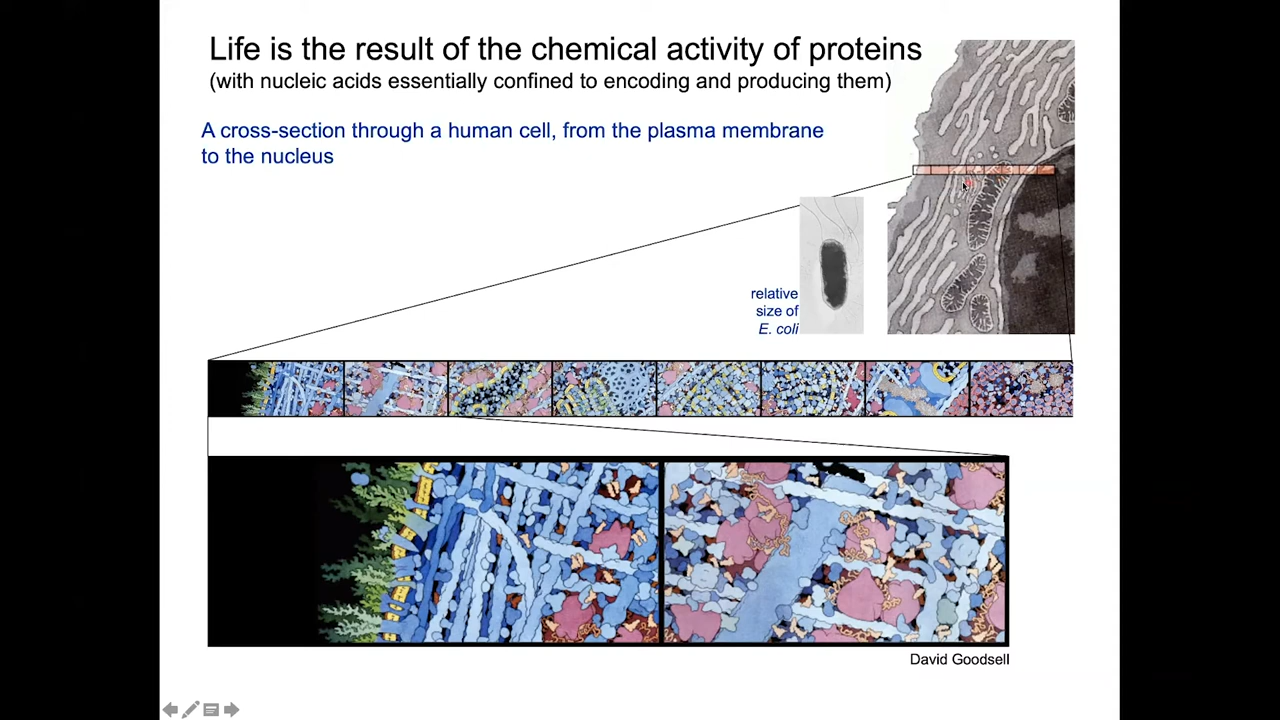 Life is the result of the chemical activity of proteins
(with nucleic acids essentially confined to encoding and producing them)
A cross-section through a human cell, from the plasma membrane
to the nucleus
relative
size of
E. coli
David Goodsell